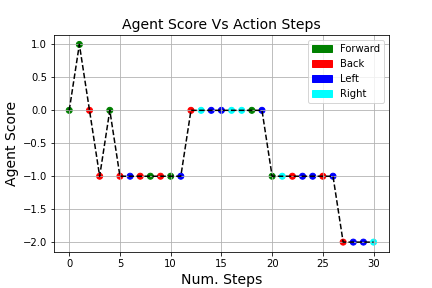 Agent Score Vs Action Steps
Forward
Back
Left
Right
Agent Score
1.0
0.5
0.0
−0.5
−1.0
−1.5
−2.0
0 5 10 15 20 25 30
Num. Steps